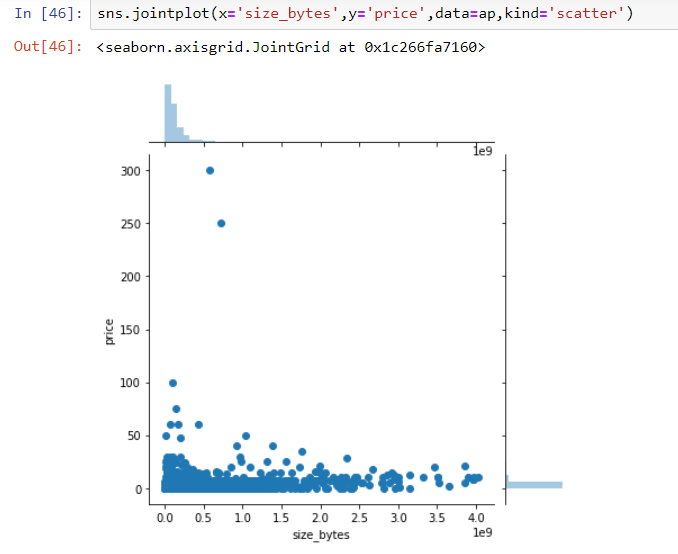 In [46]: sns.jointplot(x='size_bytes',y='price',data=ap,kind='scatter')
Out[46]: <seaborn.axisgrid.JointGrid at 0x1c266fa7160>
1e9
300
250
200
150
100
50
0
price
0.0 0.5 1.0 1.5 2.0 2.5 3.0 3.5 4.0
1e9
size_bytes